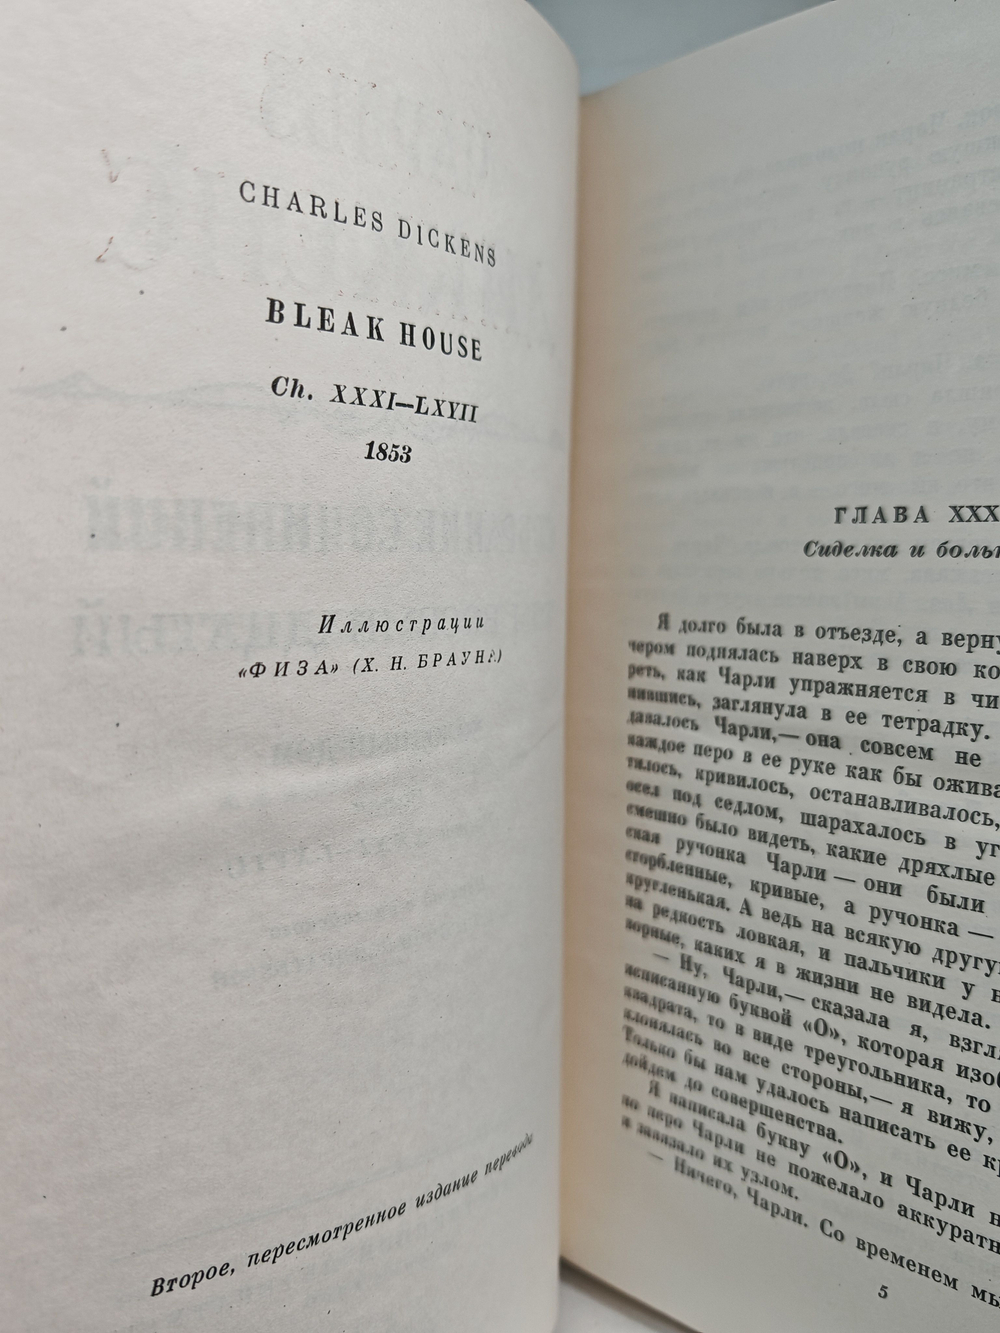 CHARLES DICKENS
BLEAK HOUSE
Ch. XXXI—LXVII
1853
Иллюстрации
«ФИЗА» (Х. Н. БРАУНА)
Второе, пересмотренное издание перевода
ГЛАВА XXX
Сиделка и боль
Я долго была в отъезде, а верну
чером поднялась наверх в свою ко
реть, как Чарли упражняется в чи
нившись, заглянула в ее тетрадку.
давалось Чарли,— она совсем не
каждое перо в ее руке как бы ожива
тилось, кривилось, останавливалось,
осел под седлом, шарахалось в уг
смешно было видеть, какие дряхлые
ская ручонка Чарли — они были
сгорбленные, кривые, а ручонка —
кругленькая. А ведь на всякую другу
на редкость ловкая, и пальчики у н
ворные, каких я в жизни не видела.
— Ну, Чарли,— сказала я, взгл
исписанную буквой «О», которая изо
квадрата, то в виде треугольника, то
клонялась во все стороны,— я вижу,
Только бы нам удалось написать ее к
дойдем до совершенства.
Я написала букву «О», и Чарли н
но перо Чарли не пожелало аккуратн
и завязало их узлом.
— Ничего, Чарли. Со временем мы
5